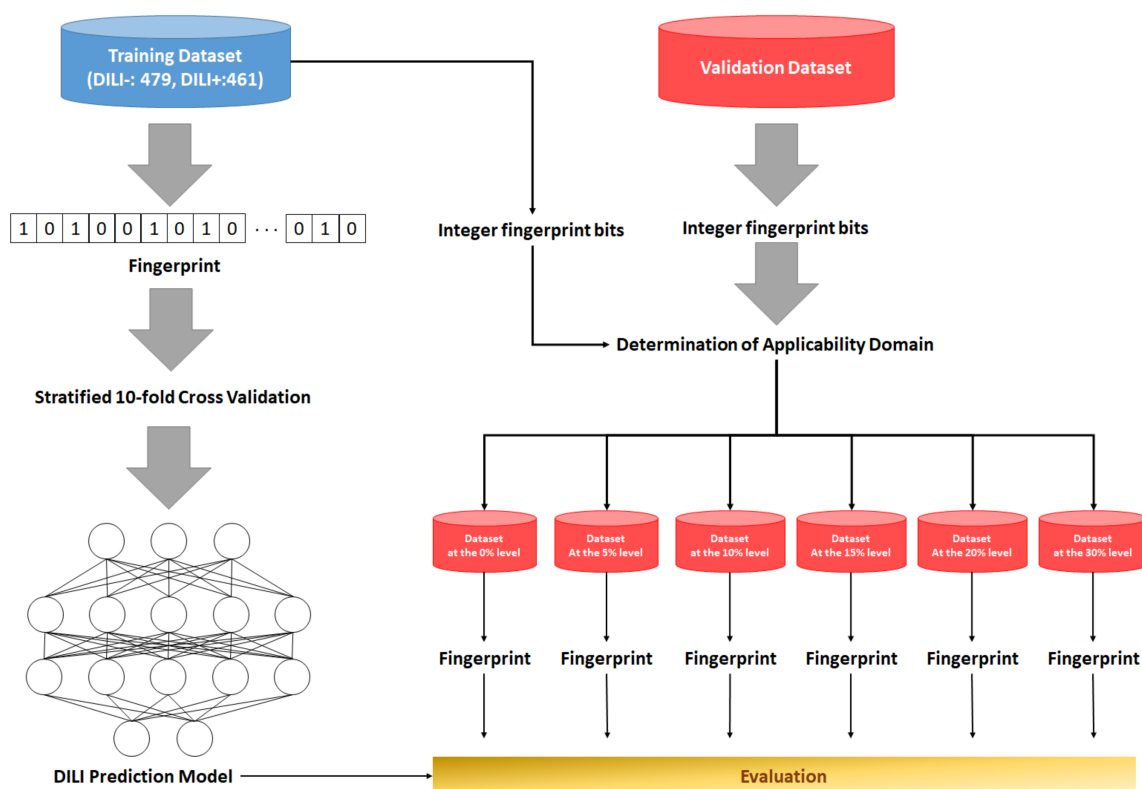 Training Dataset
(DILI-: 479, DILI+:461)
Validation Dataset
1 0 1 0 0 1 0 1 0 ... 0 1 0
Fingerprint
Integer fingerprint bits
Integer fingerprint bits
Stratified 10-fold Cross Validation
Determination of Applicability Domain
Dataset
at the 0% level
Dataset
At the 5% level
Dataset
at the 10% level
Dataset
At the 15% level
Dataset
At the 20% level
Dataset
at the 30% level
Fingerprint
Fingerprint
Fingerprint
Fingerprint
Fingerprint
Fingerprint
DILI Prediction Model
Evaluation